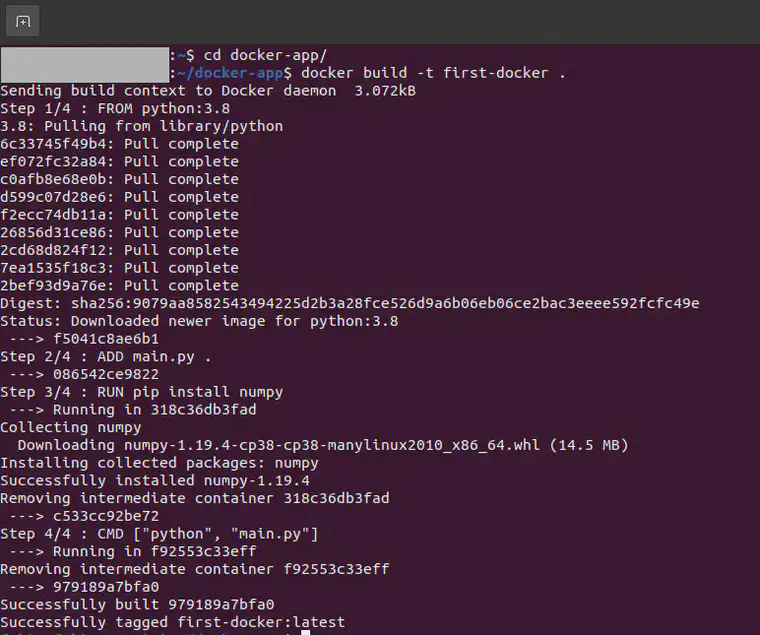 :~$ cd docker-app/
:~/docker-app$ docker build -t first-docker .
Sending build context to Docker daemon  3.072kB
Step 1/4 : FROM python:3.8
3.8: Pulling from library/python
6c33745f49b4: Pull complete
ef072fc32a84: Pull complete
c0afb8e68e0b: Pull complete
d599c07d28e6: Pull complete
f2ecc74db11a: Pull complete
26856d31ce86: Pull complete
2cd68d824f12: Pull complete
7ea1535f18c3: Pull complete
2bef93d9a76e: Pull complete
Digest: sha256:9079aa8582543494225d2b3a28fce526d9a6b06eb06ce2bac3eeee592fcfc49e
Status: Downloaded newer image for python:3.8
 ---> f5041c8ae6b1
Step 2/4 : ADD main.py .
 ---> 086542ce9822
Step 3/4 : RUN pip install numpy
 ---> Running in 318c36db3fad
Collecting numpy
  Downloading numpy-1.19.4-cp38-cp38-manylinux2010_x86_64.whl (14.5 MB)
Installing collected packages: numpy
Successfully installed numpy-1.19.4
Removing intermediate container 318c36db3fad
 ---> c533cc92be72
Step 4/4 : CMD ["python", "main.py"]
 ---> Running in f92553c33eff
Removing intermediate container f92553c33eff
 ---> 979189a7bfa0
Successfully built 979189a7bfa0
Successfully tagged first-docker:latest